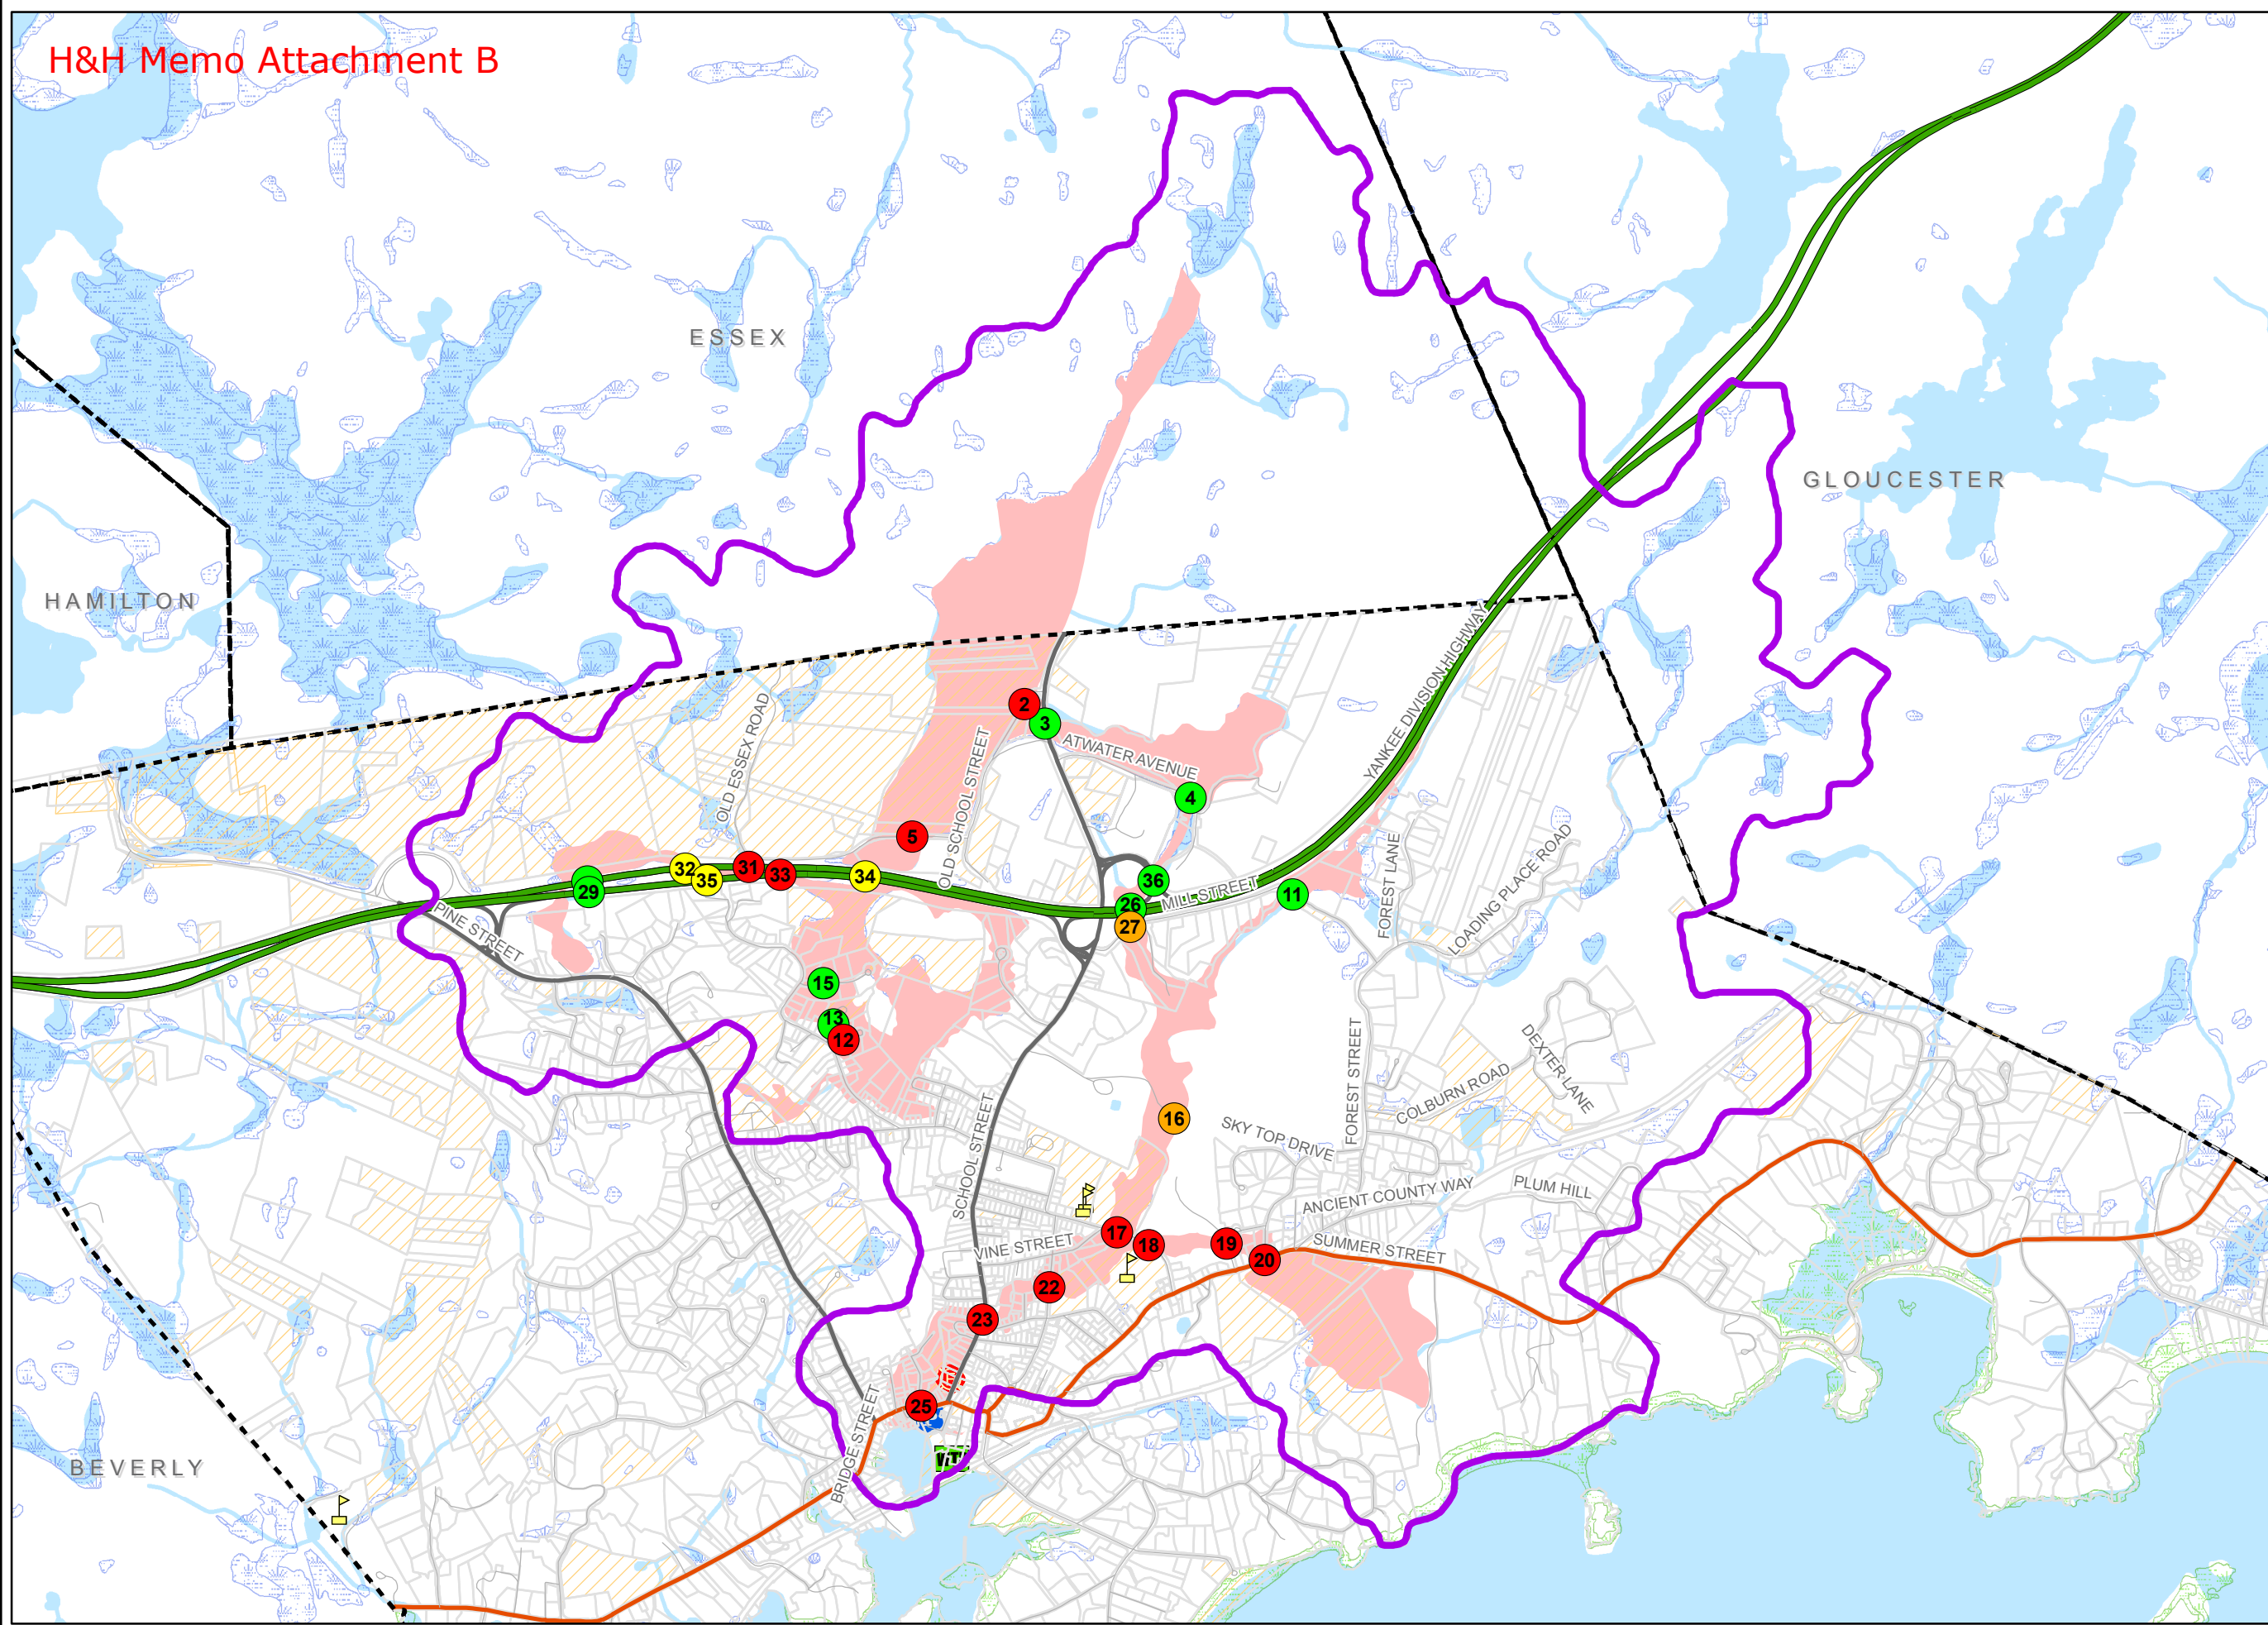 H&H Memo Attachment B
ESSEX
GLOUCESTER
HAMILTON
YANKEE DIVISION HIGHWAY
OLD ESSEX ROAD
2
3
OLD SCHOOL STREET
ATWATER AVENUE
4
5
32
35
31
33
34
29
36
26
27
MILL STREET
11
FOREST LANE
LOADING PLACE ROAD
PINE STREET
15
13
12
16
DEXTER LANE
COLBURN ROAD
FOREST STREET
SKY TOP DRIVE
SCHOOL STREET
ANCIENT COUNTY WAY
PLUM HILL
17
18
19
20
VINE STREET
SUMMER STREET
22
23
25
BRIDGE STREET
BEVERLY